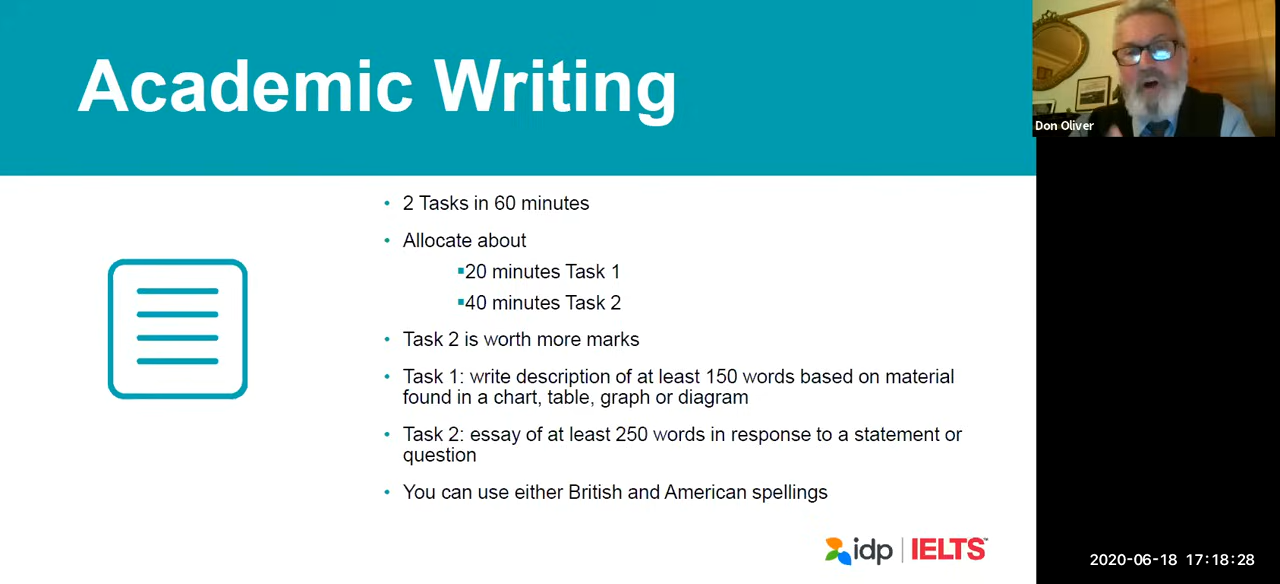 Academic Writing
Don Oliver
• 2 Tasks in 60 minutes
• Allocate about
▪20 minutes Task 1
▪40 minutes Task 2
• Task 2 is worth more marks
• Task 1: write description of at least 150 words based on material
found in a chart, table, graph or diagram
• Task 2: essay of at least 250 words in response to a statement or
question
• You can use either British and American spellings
idp | IELTS™
2020-06-18 17:18:28